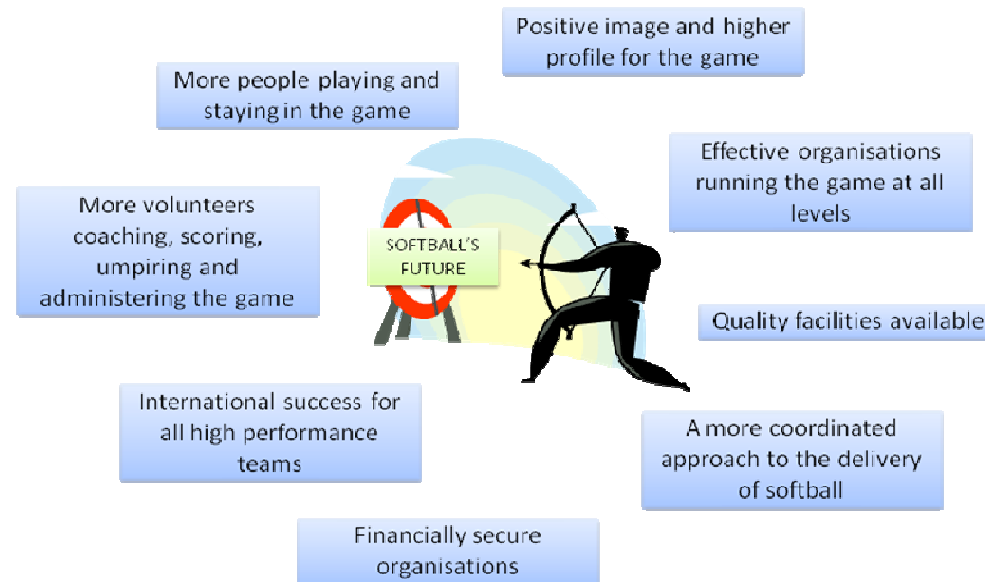 Positive image and higher
profile for the game
More people playing and
staying in the game
Effective organisations
running the game at all
levels
More volunteers
coaching, scoring,
umpiring and
administering the game
SOFTBALL'S
FUTURE
Quality facilities available
International success for
all high performance
teams
A more coordinated
approach to the delivery
of softball
Financially secure
organisations